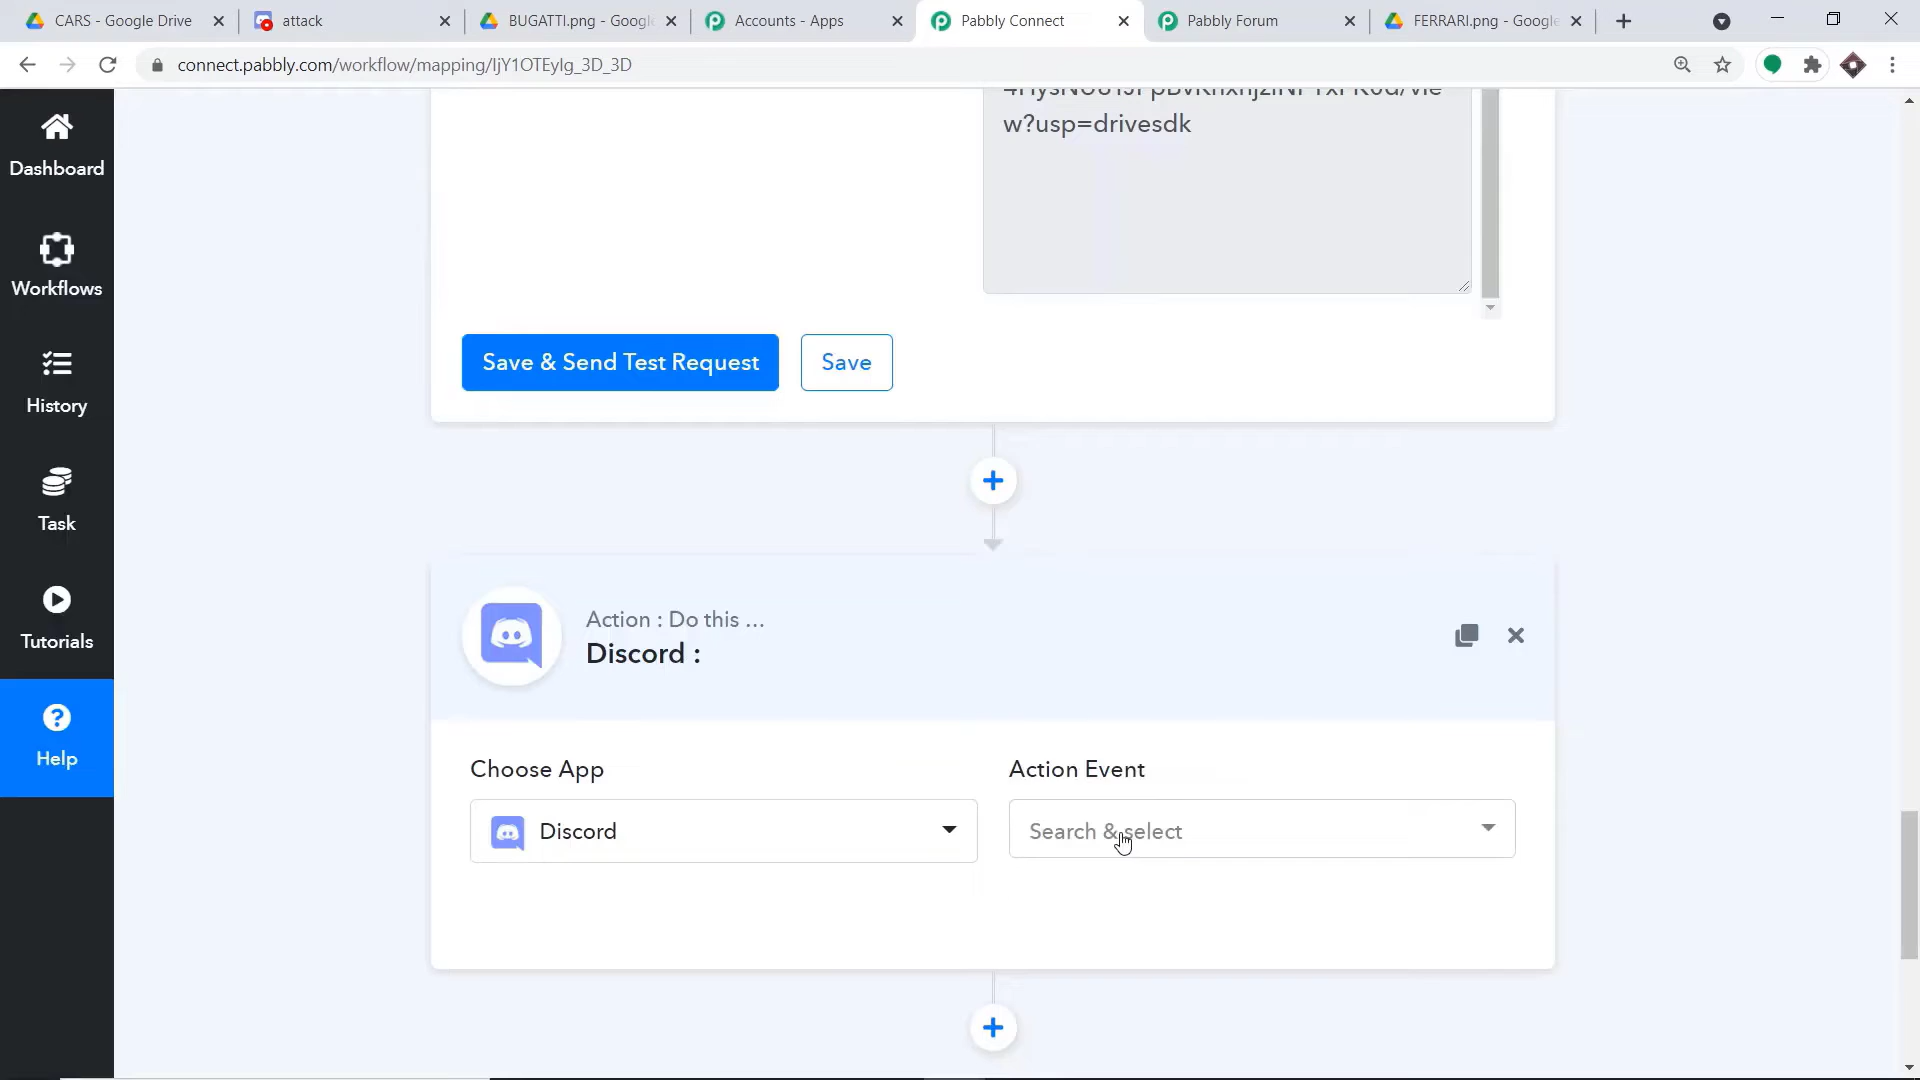 CARS - Google Drive
attack
BUGATTI.png - Google
Accounts - Apps
Pabbly Connect
Pabbly Forum
FERRARI.png - Google
connect.pabbly.com/workflow/mapping/IjY1OTEyIg_3D_3D
w?usp=drivesdk
Dashboard
Workflows
History
Task
Tutorials
Help
Save & Send Test Request
Save
Action : Do this ...
Discord :
Choose App
Action Event
Discord
Search & select